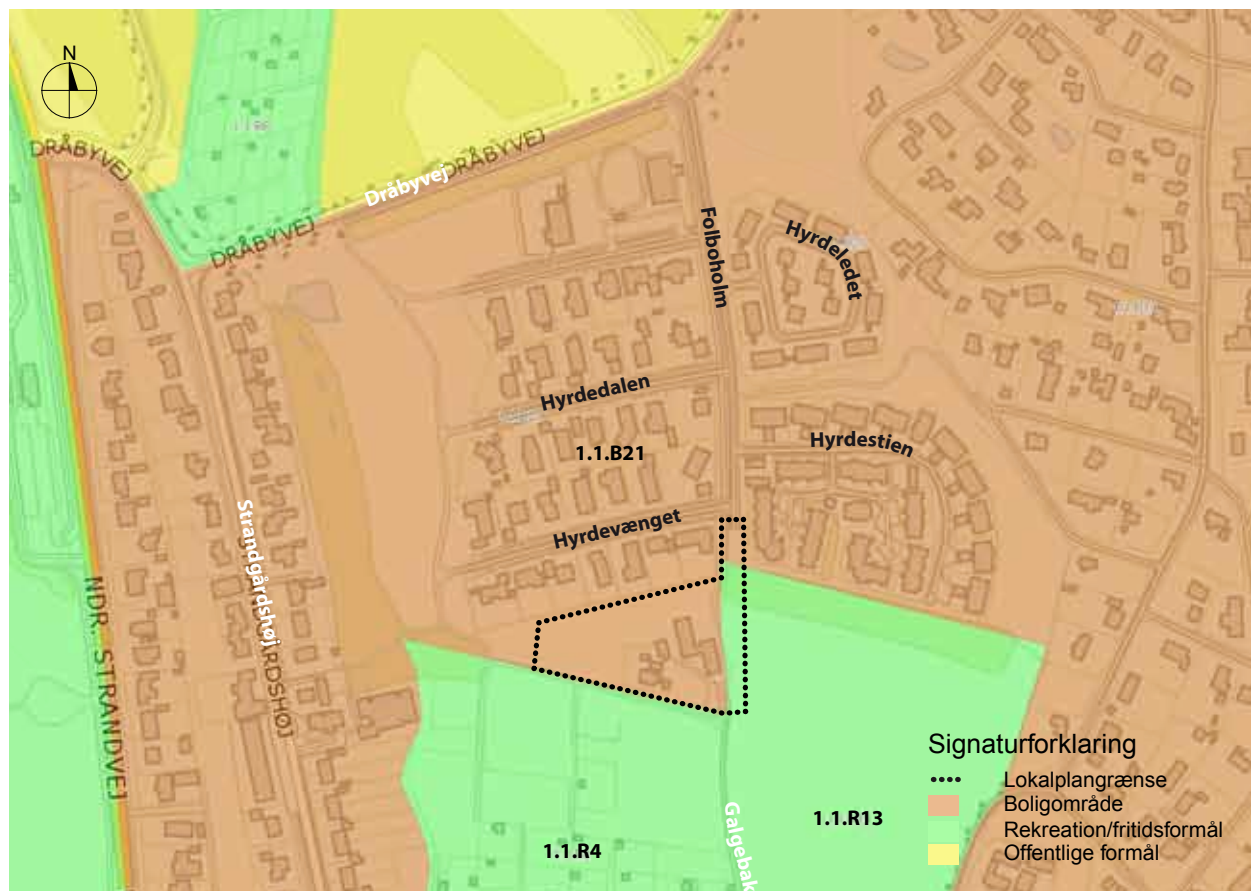 N
DRÅBYVEJ
Dråbyvej
DRÅBYVEJ
DRÅBYVEJ
Folboholm
Hyrdeledet
Hyrdedalen
1.1.B21
Hyrdestien
Hyrdevænget
Strandgårdshøj
RDSHØJ
NDR. STRANDVEJ
Galgebak
1.1.R13
1.1.R4
Signaturforklaring
Lokalplangrænse
Boligområde
Rekreation/fritidsformål
Offentlige formål